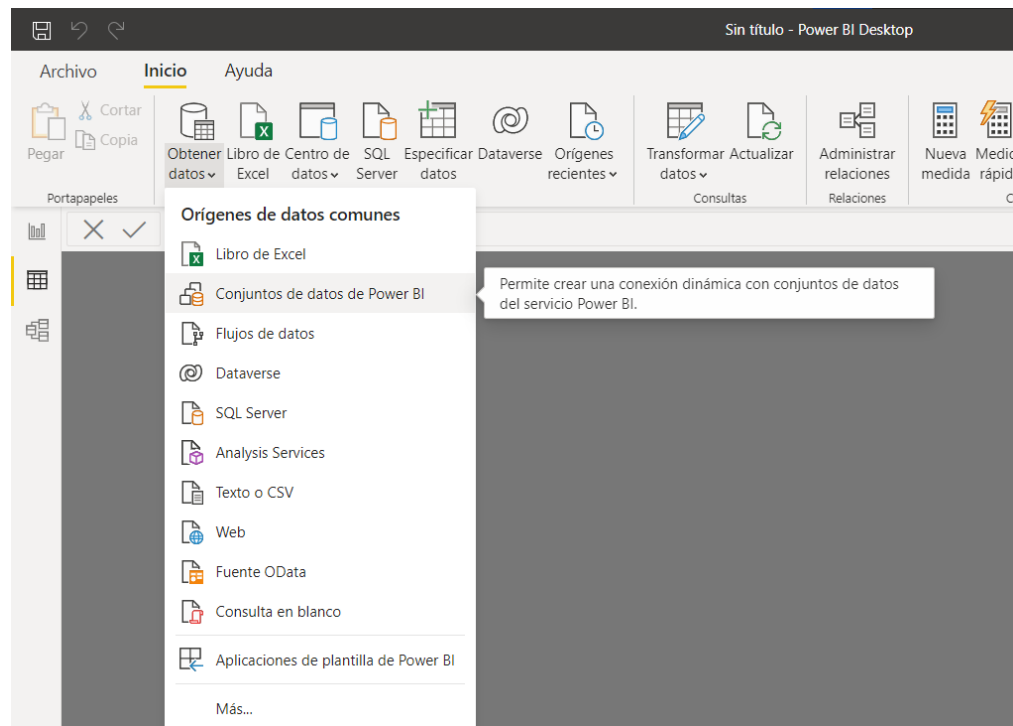 Sin título - Power BI Desktop
Archivo Inicio Ayuda
Pegar
Cortar
Copia
Portapapeles
Obtener datos
Libro de Excel
Centro de datos
SQL Server
Especificar datos
Dataverse
Orígenes recientes
Transformar datos
Actualizar
Consultas
Administrar relaciones
Relaciones
Nueva medida
Medic
rápid
C
Orígenes de datos comunes
Libro de Excel
Conjuntos de datos de Power BI
Permite crear una conexión dinámica con conjuntos de datos
del servicio Power BI.
Flujos de datos
Dataverse
SQL Server
Analysis Services
Texto o CSV
Web
Fuente OData
Consulta en blanco
Aplicaciones de plantilla de Power BI
Más...